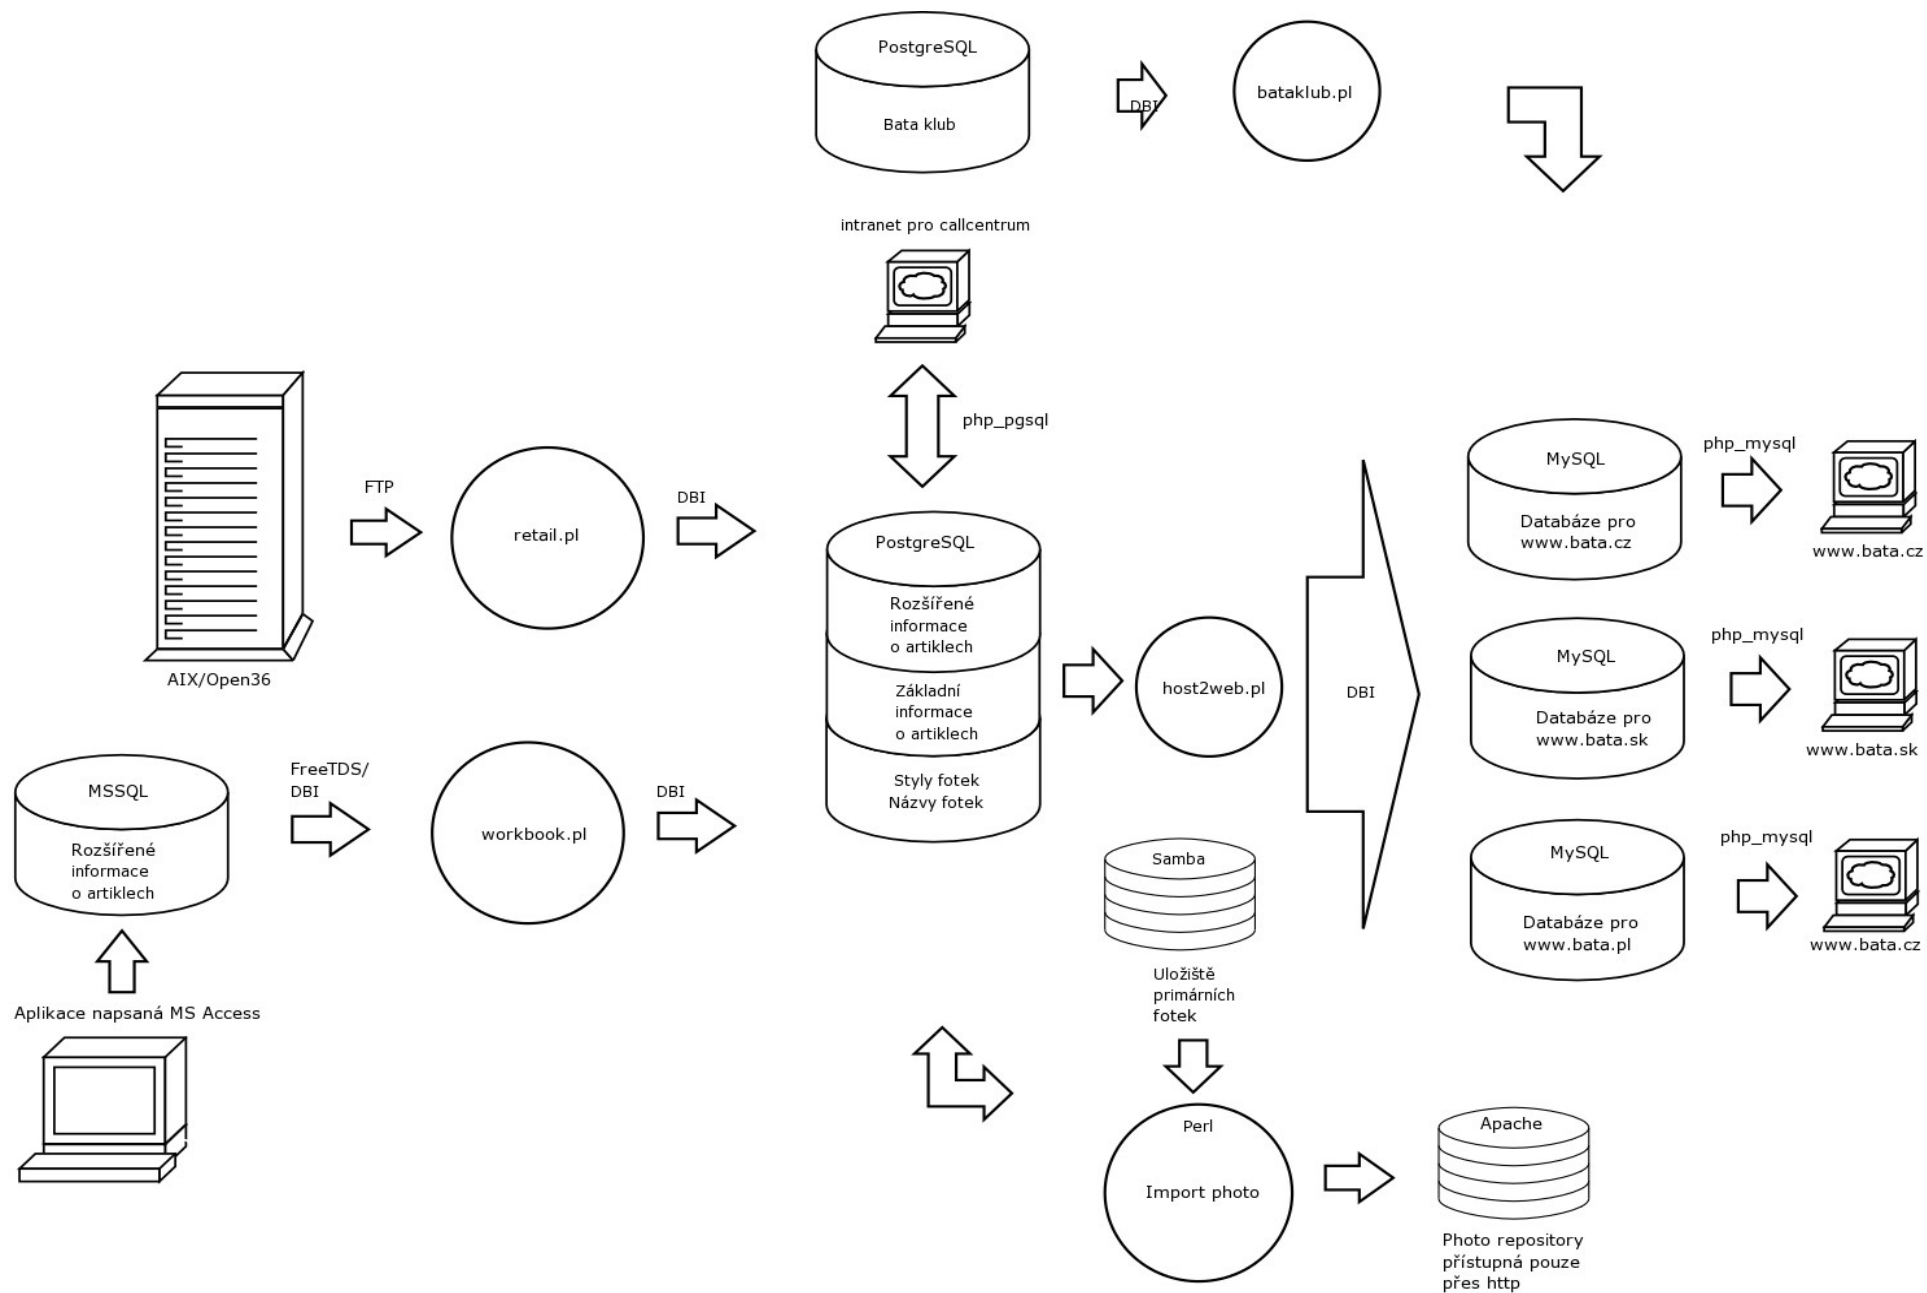 PostgreSQL
Bata klub
DBI
bataklub.pl
intranet pro callcentrum
php_pgsql
AIX/Open36
FTP
retail.pl
DBI
MSSQL
Rozšířené
informace
o artiklech
FreeTDS/
DBI
workbook.pl
DBI
Aplikace napsaná MS Access
PostgreSQL
Rozšířené
informace
o artiklech
Základní
informace
o artiklech
Styly fotek
Názvy fotek
host2web.pl
DBI
MySQL
Databáze pro
www.bata.cz
php_mysql
www.bata.cz
MySQL
Databáze pro
www.bata.sk
php_mysql
www.bata.sk
MySQL
Databáze pro
www.bata.pl
php_mysql
www.bata.cz
Samba
Uložiště
primárních
fotek
Perl
Import photo
Apache
Photo repository
přístupná pouze
přes http